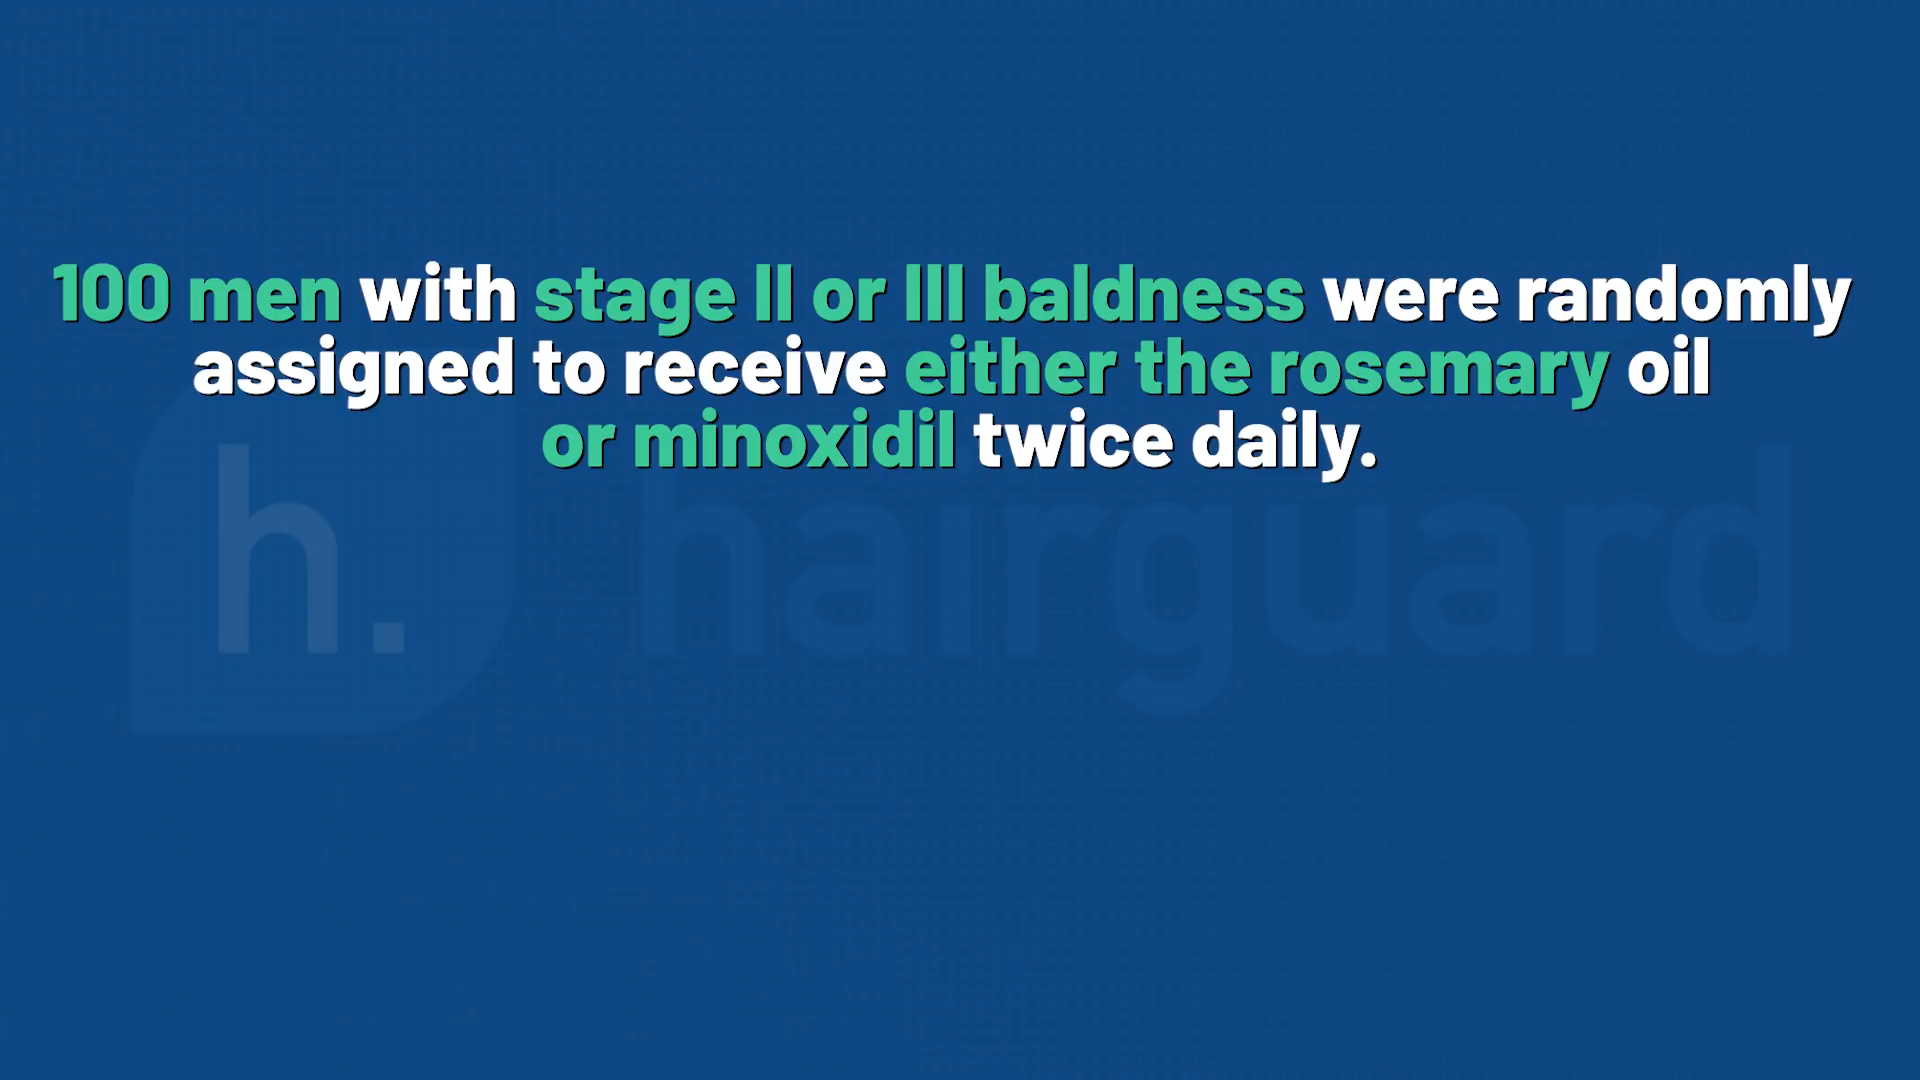 100 men with stage II or III baldness were randomly
assigned to receive either the rosemary oil
or minoxidil twice daily.
h. hairguard